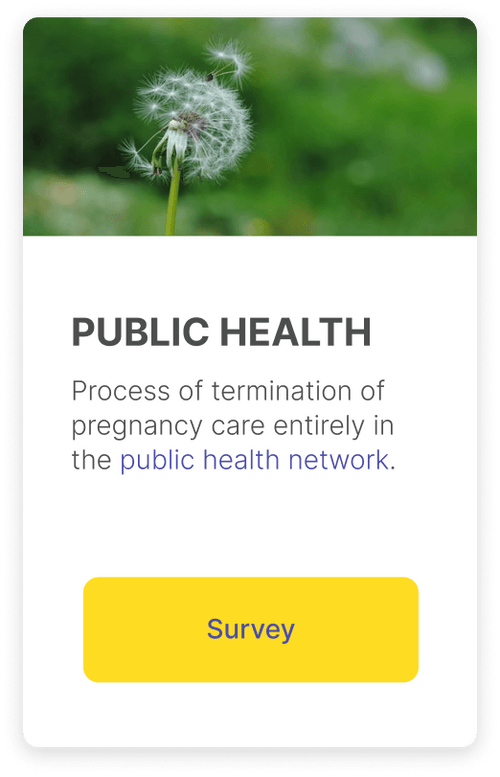 PUBLIC HEALTH
Process of termination of
pregnancy care entirely in
the public health network.
Survey